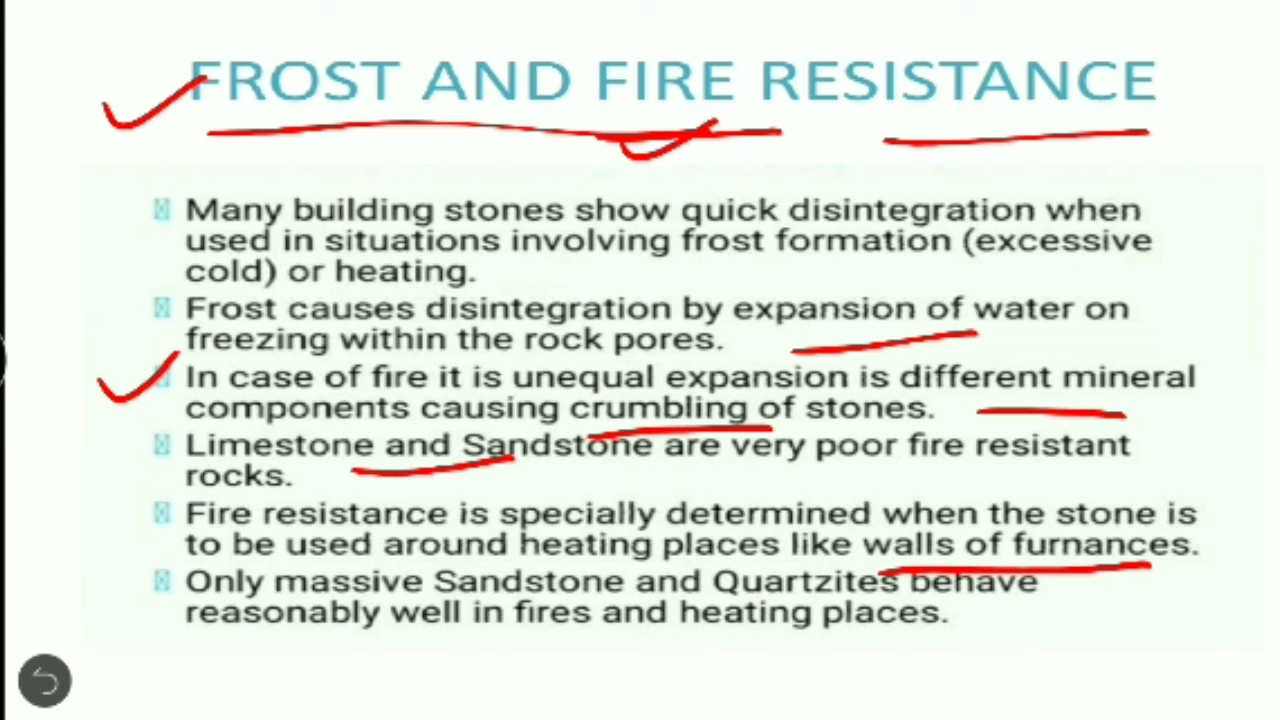 FROST AND FIRE RESISTANCE
Many building stones show quick disintegration when
used in situations involving frost formation (excessive
cold) or heating.
Frost causes disintegration by expansion of water on
freezing within the rock pores.
In case of fire it is unequal expansion is different mineral
components causing crumbling of stones.
Limestone and Sandstone are very poor fire resistant
rocks.
Fire resistance is specially determined when the stone is
to be used around heating places like walls of furnances.
Only massive Sandstone and Quartzites behave
reasonably well in fires and heating places.